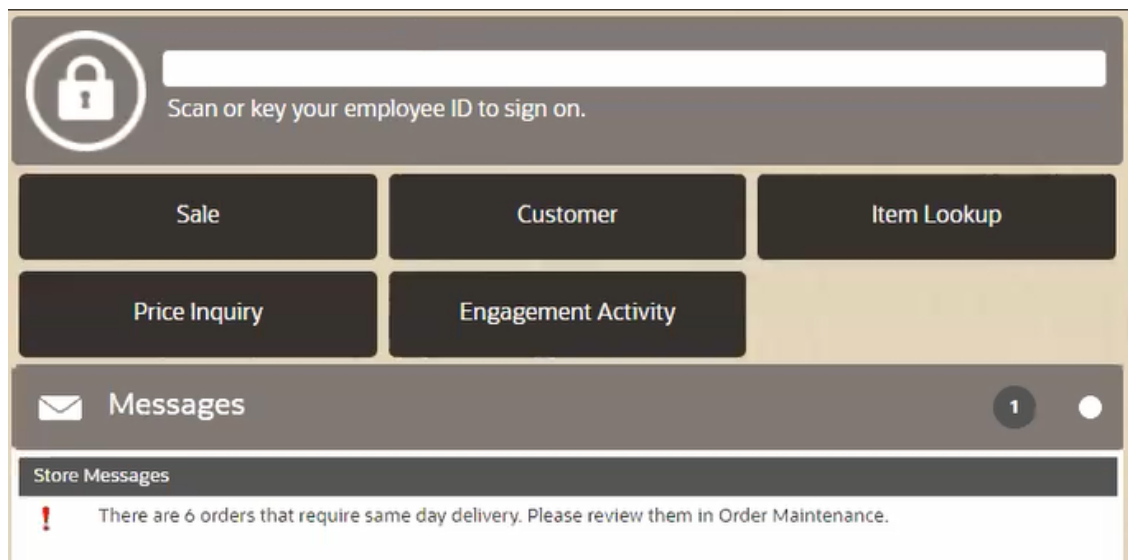 Scan or key your employee ID to sign on.
Sale
Customer
Item Lookup
Price Inquiry
Engagement Activity
Messages
1
Store Messages
! There are 6 orders that require same day delivery. Please review them in Order Maintenance.